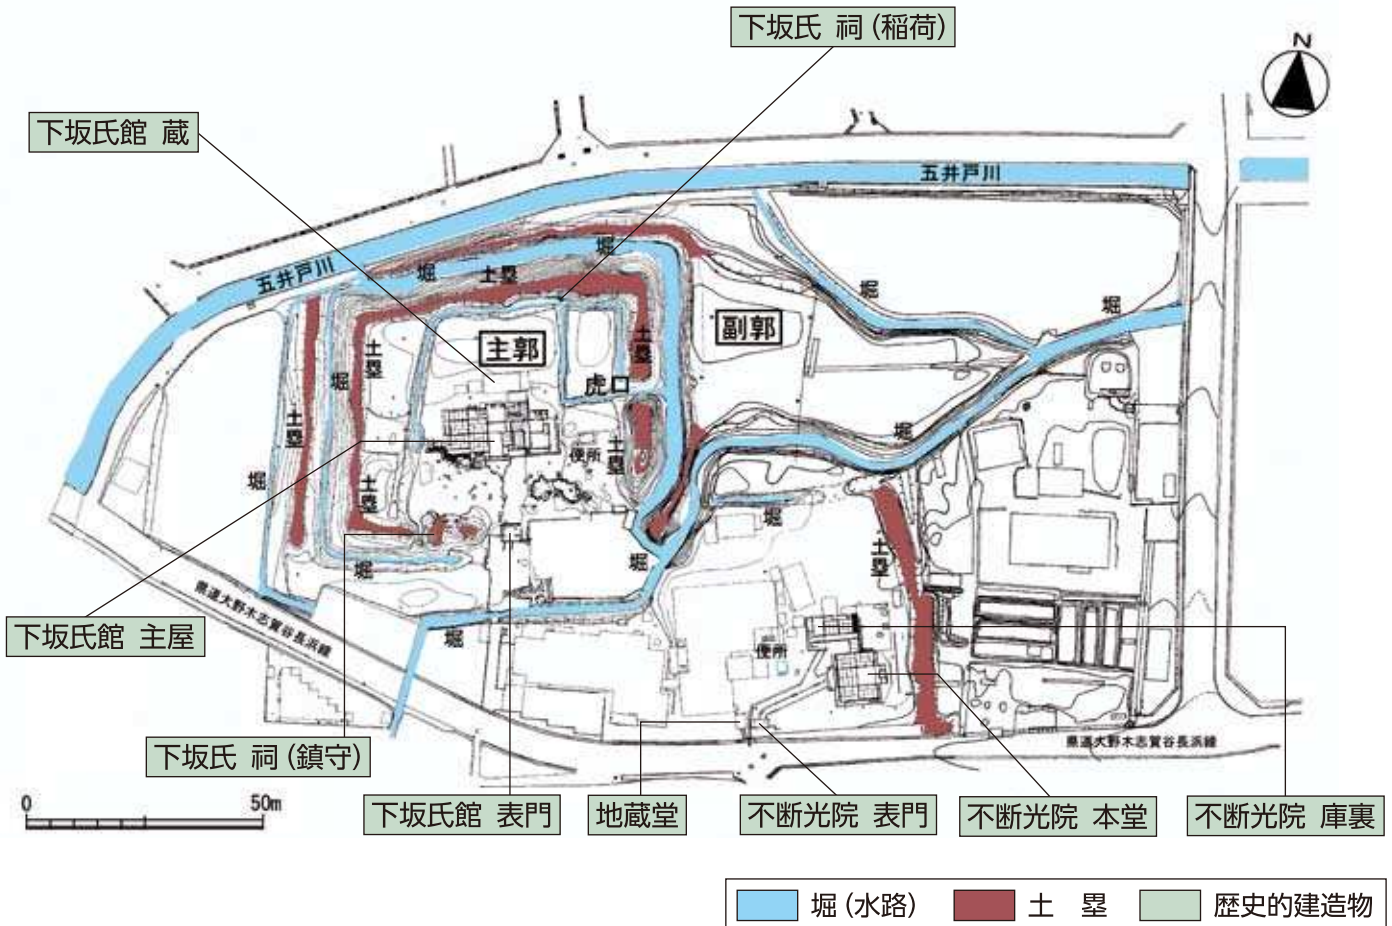 下坂氏 祠（稲荷）
N
下坂氏館 蔵
五井戸川
五井戸川
堀
堀
土塁
堀
堀
主郭
副郭
土塁
堀
土塁
虎口
土塁
堀
便所
土塁
堀
土塁
堀
土塁
堀
堀
県道大野木志賀谷長浜線
下坂氏館 主屋
堀
便所
下坂氏 祠（鎮守）
県道大野木志賀谷長浜線
0 50m
下坂氏館 表門
地蔵堂
不断光院 表門
不断光院 本堂
不断光院 庫裏
堀（水路）
土 塁
歴史的建造物